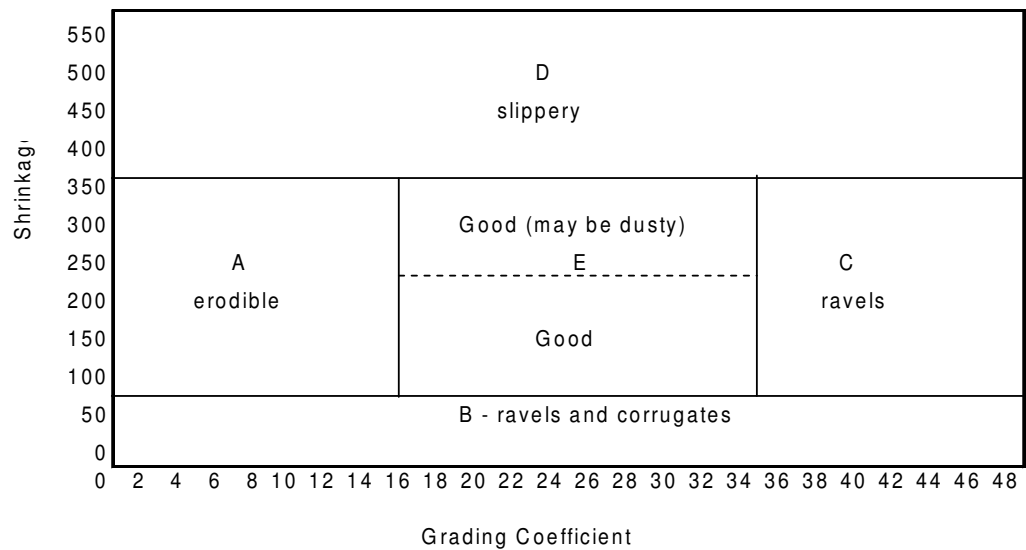 550
500
D
450
slippery
400
Shrinkag
350
300
Good (may be dusty)
250
A
E
C
200
erodible
ravels
150
Good
100
50
B - ravels and corrugates
0
0 2 4 6 8 10 12 14 16 18 20 22 24 26 28 30 32 34 36 38 40 42 44 46 48
Grading Coefficient